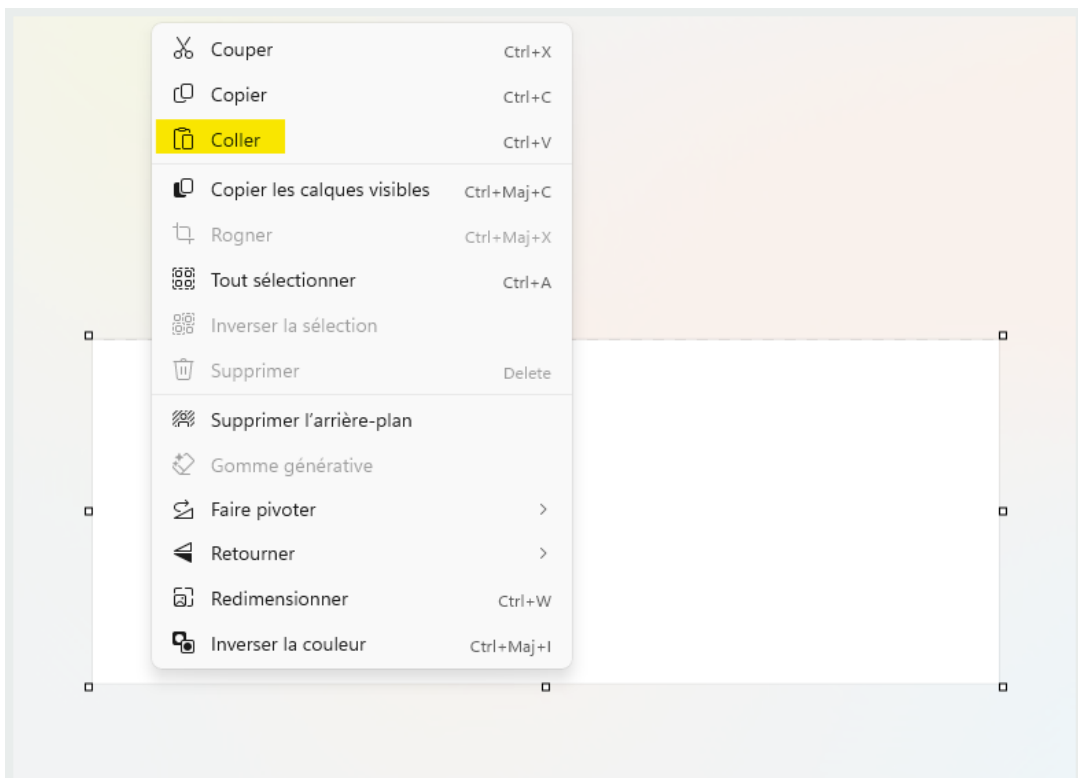 Couper Ctrl+X
Copier Ctrl+C
Coller Ctrl+V
Copier les calques visibles Ctrl+Maj+C
Rogner Ctrl+Maj+X
Tout sélectionner Ctrl+A
Inverser la sélection
Supprimer Delete
Supprimer l’arrière-plan
Gomme générative
Faire pivoter
Retourner
Redimensionner Ctrl+W
Inverser la couleur Ctrl+Maj+I